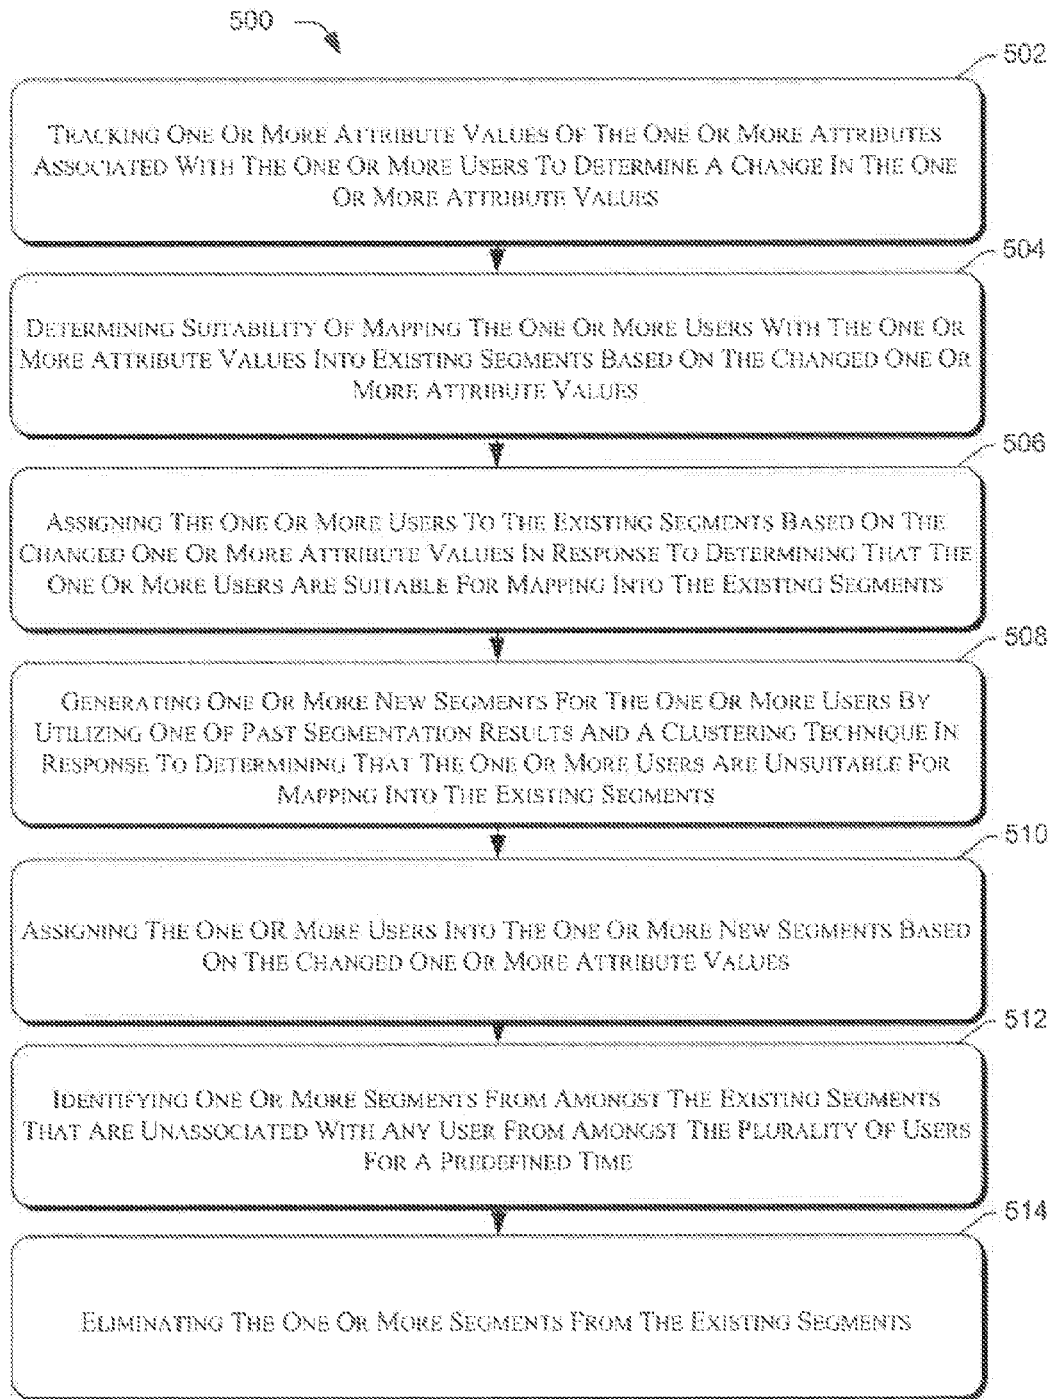 500
502
TRACKING ONE OR MORE ATTRIBUTE VALUES OF THE ONE OR MORE ATTRIBUTES
ASSOCIATED WITH THE ONE OR MORE USERS TO DETERMINE A CHANGE IN THE ONE
OR MORE ATTRIBUTE VALUES
504
DETERMINING SUITABILITY OF MAPPING THE ONE OR MORE USERS WITH THE ONE OR
MORE ATTRIBUTE VALUES INTO EXISTING SEGMENTS BASED ON THE CHANGED ONE OR
MORE ATTRIBUTE VALUES
506
ASSIGNING THE ONE OR MORE USERS TO THE EXISTING SEGMENTS BASED ON THE
CHANGED ONE OR MORE ATTRIBUTE VALUES IN RESPONSE TO DETERMINING THAT THE
ONE OR MORE USERS ARE SUITABLE FOR MAPPING INTO THE EXISTING SEGMENTS
508
GENERATING ONE OR MORE NEW SEGMENTS FOR THE ONE OR MORE USERS BY
UTILIZING ONE OF PAST SEGMENTATION RESULTS AND A CLUSTERING TECHNIQUE IN
RESPONSE TO DETERMINING THAT THE ONE OR MORE USERS ARE UNSUITABLE FOR
MAPPING INTO THE EXISTING SEGMENTS
510
ASSIGNING THE ONE OR MORE USERS INTO THE ONE OR MORE NEW SEGMENTS BASED
ON THE CHANGED ONE OR MORE ATTRIBUTE VALUES
512
IDENTIFYING ONE OR MORE SEGMENTS FROM AMONGST THE EXISTING SEGMENTS
THAT ARE UNASSOCIATED WITH ANY USER FROM AMONGST THE PLURALITY OF USERS
FOR A PREDEFINED TIME
514
ELIMINATING THE ONE OR MORE SEGMENTS FROM THE EXISTING SEGMENTS